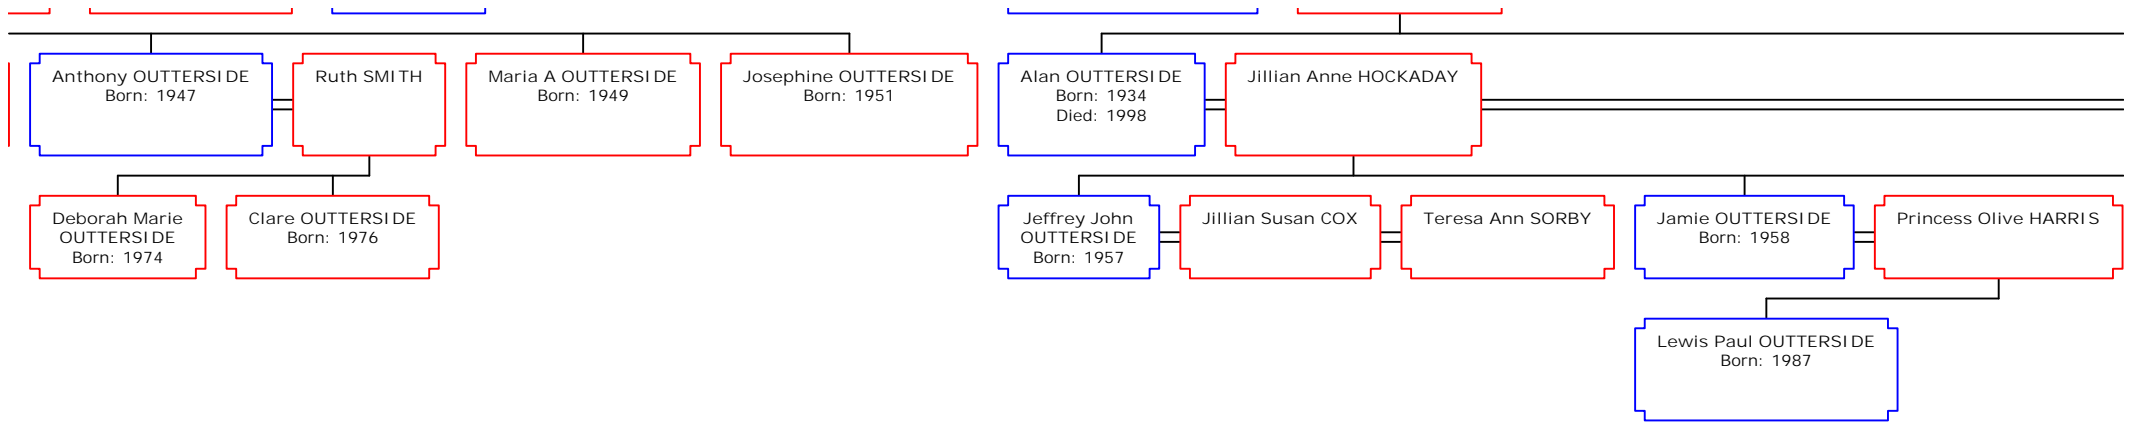 Anthony OUTTERSIDE
Born: 1947
Ruth SMITH
Maria A OUTTERSIDE
Born: 1949
Josephine OUTTERSIDE
Born: 1951
Alan OUTTERSIDE
Born: 1934
Died: 1998
Jillian Anne HOCKADAY
Deborah Marie
OUTTERSIDE
Born: 1974
Clare OUTTERSIDE
Born: 1976
Jeffrey John
OUTTERSIDE
Born: 1957
Jillian Susan COX
Teresa Ann SORBY
Jamie OUTTERSIDE
Born: 1958
Princess Olive HARRIS
Lewis Paul OUTTERSIDE
Born: 1987